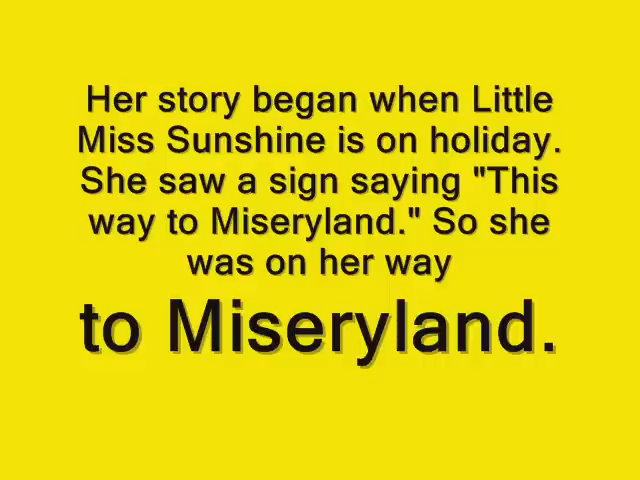 Her story began when Little
Miss Sunshine is on holiday.
She saw a sign saying "This
way to Miseryland." So she
was on her way
to Miseryland.